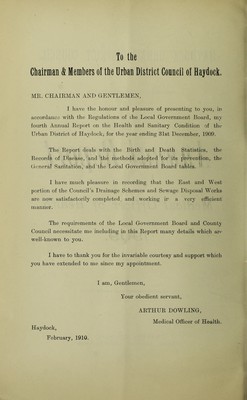 To the
Chairman & Members of the Urban District Council of Haydock.
MR. CHAIRMAN AND GENTLEMEN,
I have the honour and pleasure of presenting to you, in
accordance with the Regulations of the Local Government Board, my
fourth Annual Report on the Health and Sanitary Condition of the
Urban District of Haydock, for the year ending 31st December, 1909.
The Report deals with the Birth and Death Statistics, the
Records of Disease, and the methods adopted for its prevention, the
General Sanitation, and the Local Government Board tables.
I have much pleasure in recording that the East and West
portion of the Council's Drainage Schemes and Sewage Disposal Works
are now satisfactorily completed and working in a very efficient
manner.
The requirements of the Local Government Board and County
Council necessitate me including in this Report many details which are
well-known to you.
I have to thank you for the invariable courtesy and support which
you have extended to me since my appointment.
I am, Gentlemen,
Your obedient servant,
ARTHUR DOWLING,
Medical Officer of Health.
Haydock,
February, 1910.